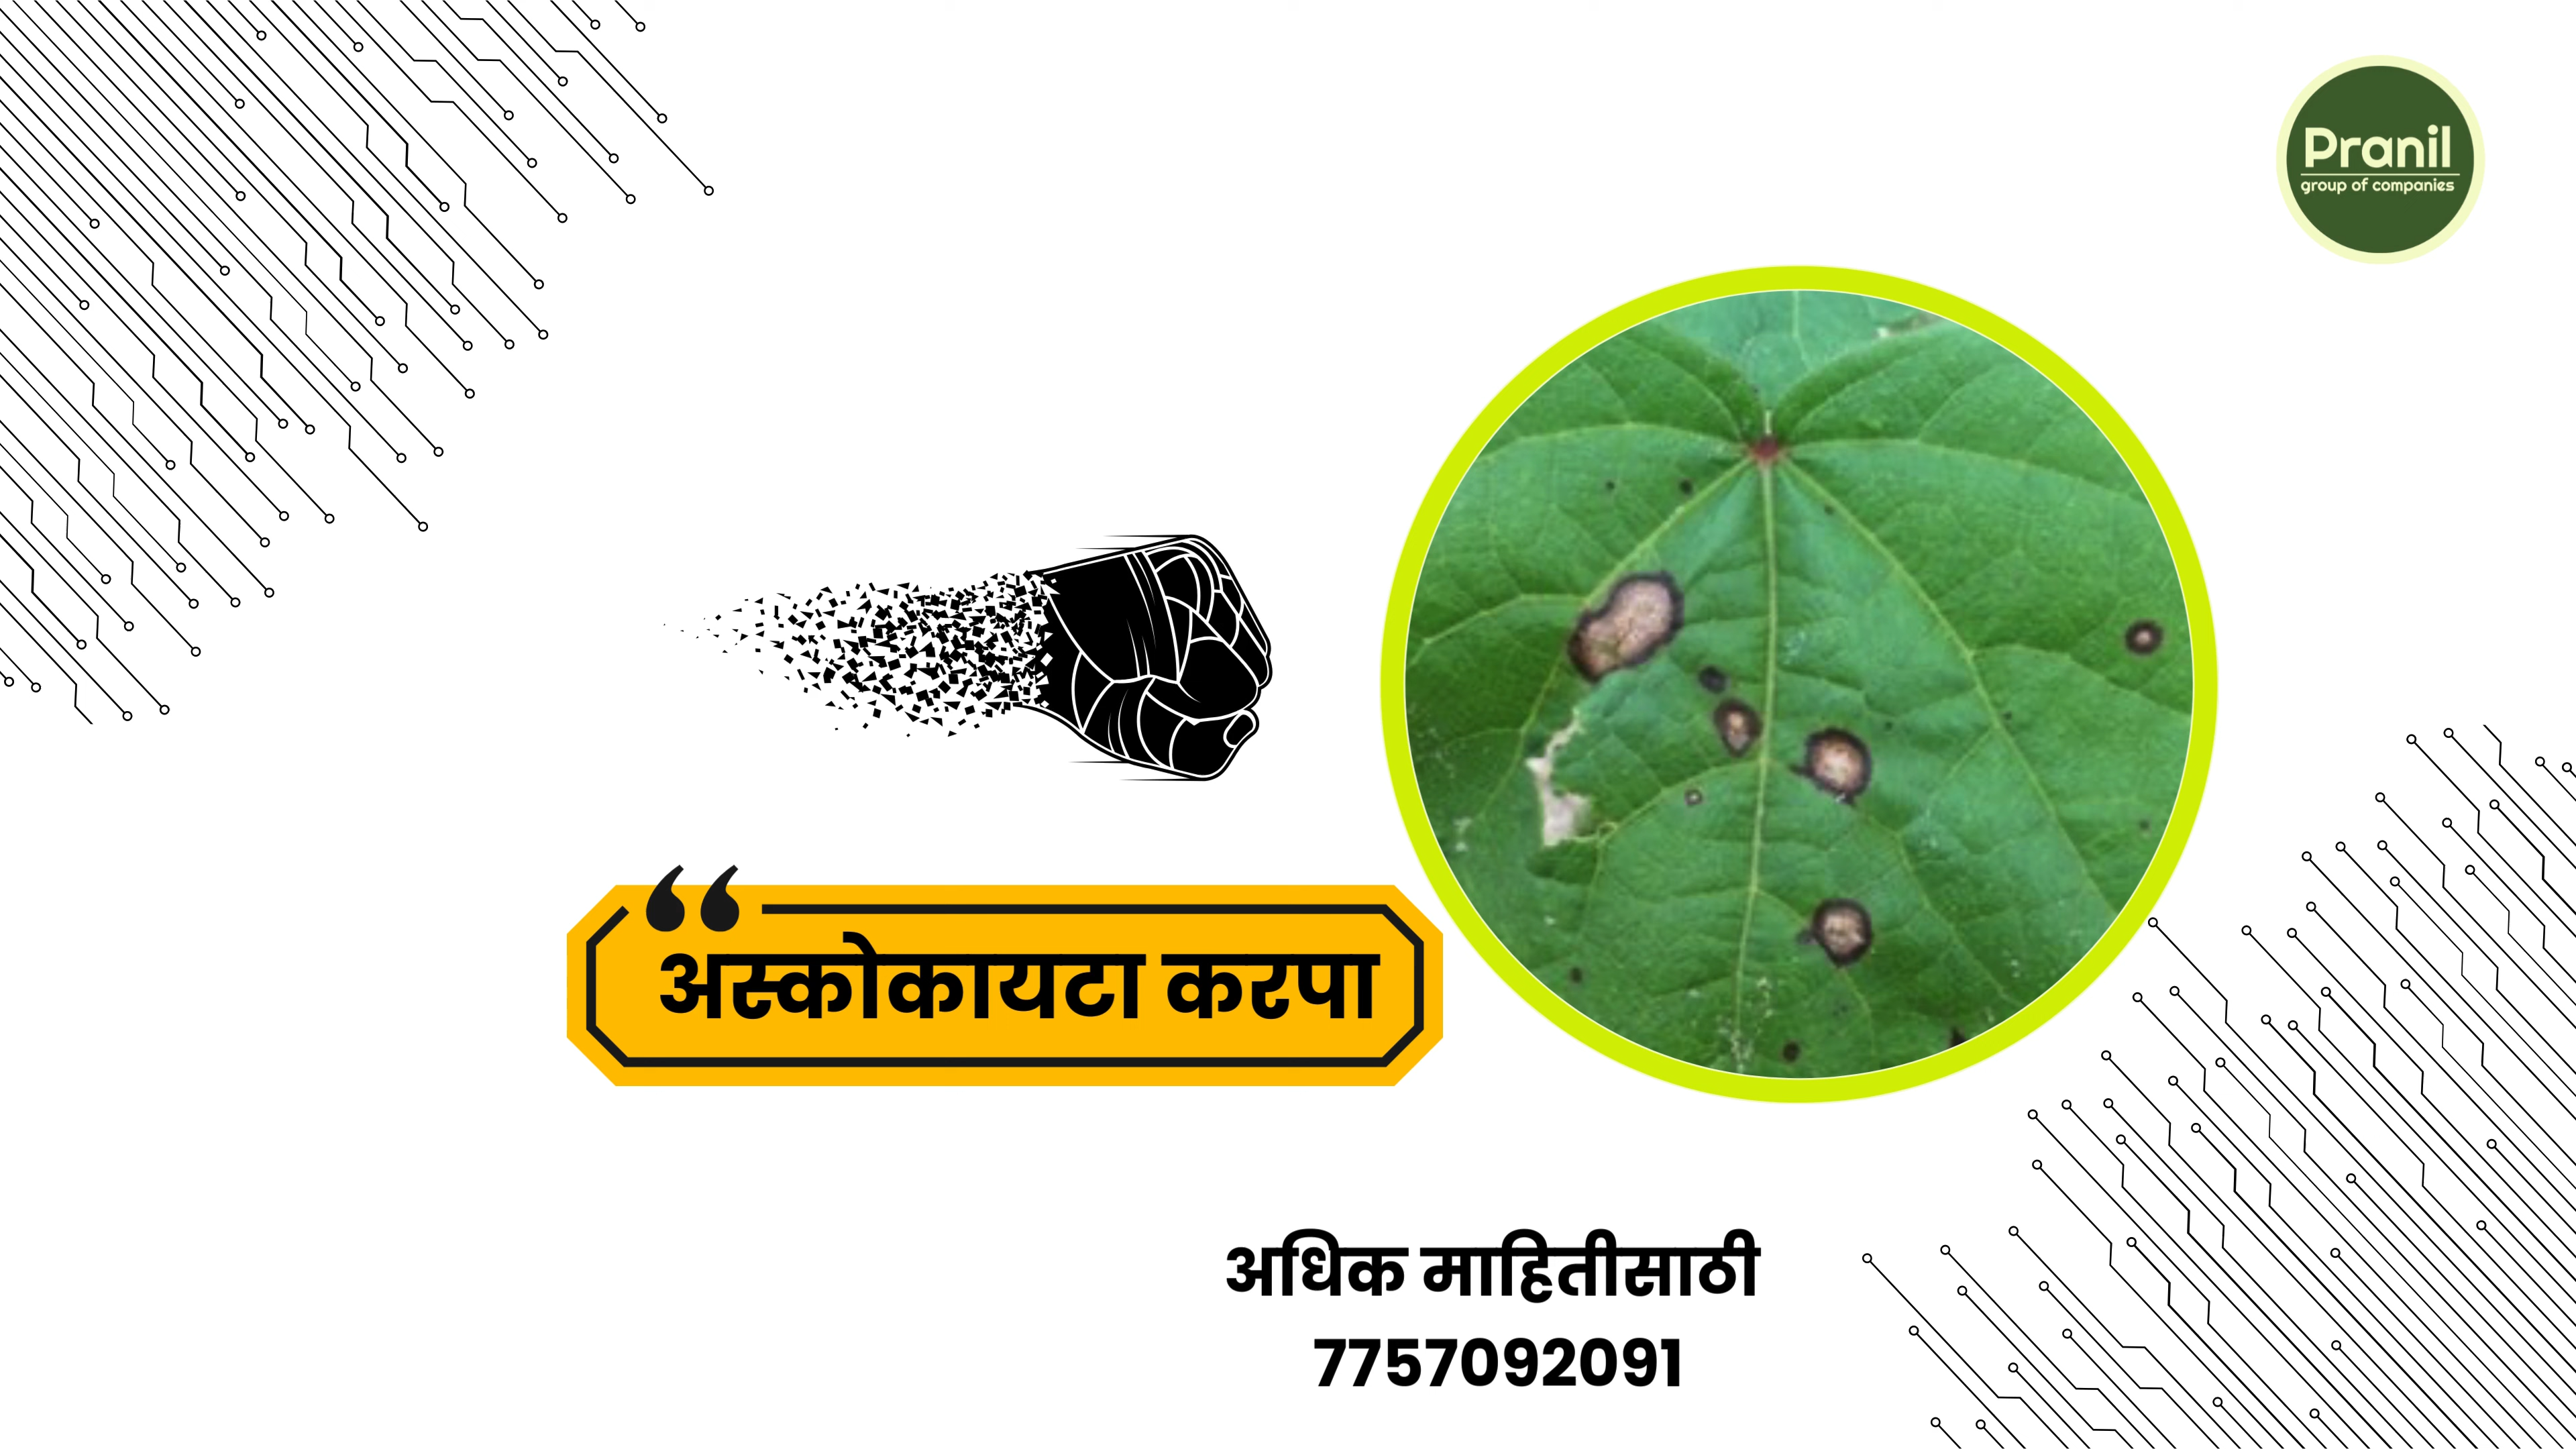 Pranil
group of companies
अस्कोकायटा करपा
अधिक माहितीसाठी
7757092091